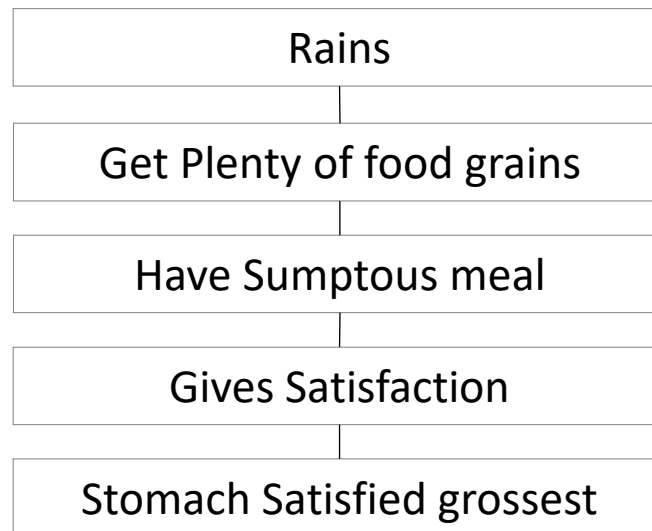 Rains
Get Plenty of food grains
Have Sumptous meal
Gives Satisfaction
Stomach Satisfied grossest